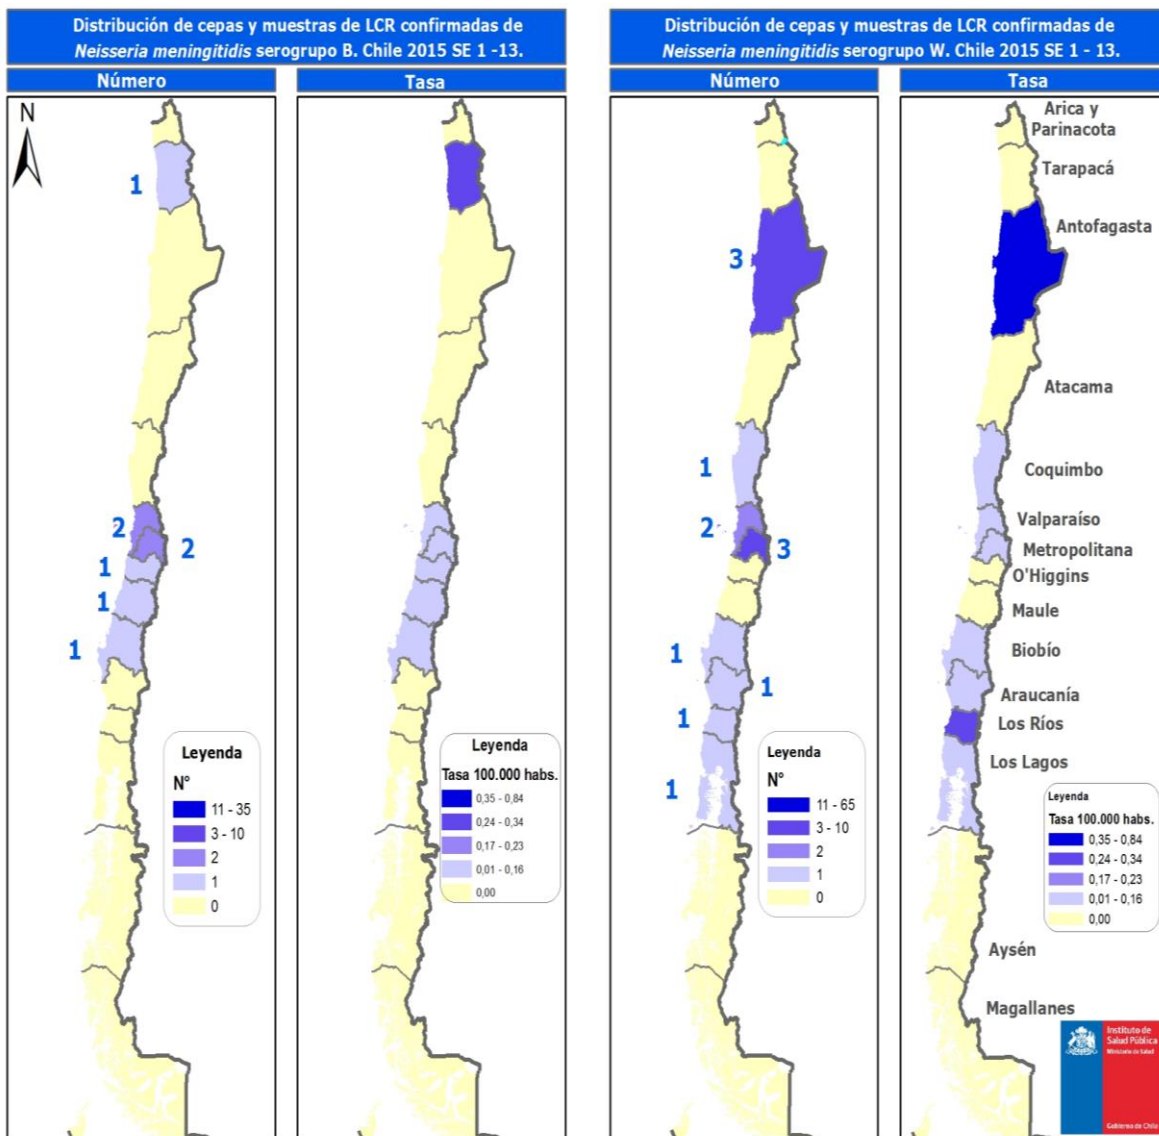 Distribución de cepas y muestras de LCR confirmadas de
Neisseria meningitidis serogrupo B. Chile 2015 SE 1 -13.
Número
Tasa
N
1
2
2
1
1
1
Leyenda
N°
11 - 35
3 - 10
2
1
0
Leyenda
Tasa 100.000 habs.
0,35 - 0,84
0,24 - 0,34
0,17 - 0,23
0,01 - 0,16
0,00
Distribución de cepas y muestras de LCR confirmadas de
Neisseria meningitidis serogrupo W. Chile 2015 SE 1 - 13.
Número
Tasa
3
1
2
3
1
1
1
1
Leyenda
N°
11 - 65
3 - 10
2
1
0
Arica y
Parinacota
Tarapacá
Antofagasta
Atacama
Coquimbo
Valparaíso
Metropolitana
O'Higgins
Maule
Biobío
Araucanía
Los Ríos
Los Lagos
Leyenda
Tasa 100.000 habs.
0,35 - 0,84
0,24 - 0,34
0,17 - 0,23
0,01 - 0,16
0,00
Aysén
Magallanes
Instituto de
Salud Pública
Ministerio de Salud
Gobierno de Chile